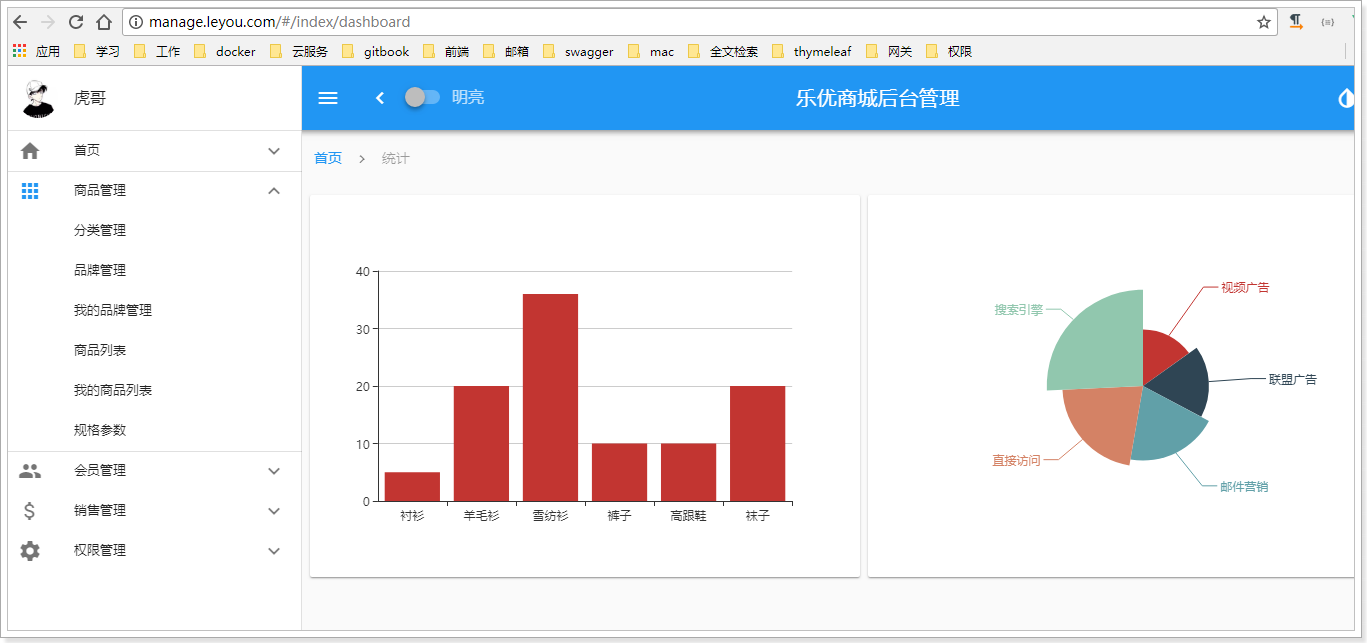 manage.leyou.com/#/index/dashboard
应用 学习 工作 docker 云服务 gitbook 前端 邮箱 swagger mac 全文检索 thymeleaf 网关 权限
虎哥
明亮
乐优商城后台管理
首页
商品管理
分类管理
品牌管理
我的品牌管理
商品列表
我的商品列表
规格参数
会员管理
销售管理
权限管理
首页 > 统计
40
30
20
10
0
衬衫 羊毛衫 雪纺衫 裤子 高跟鞋 袜子
视频广告
搜索引擎
联盟广告
直接访问
邮件营销